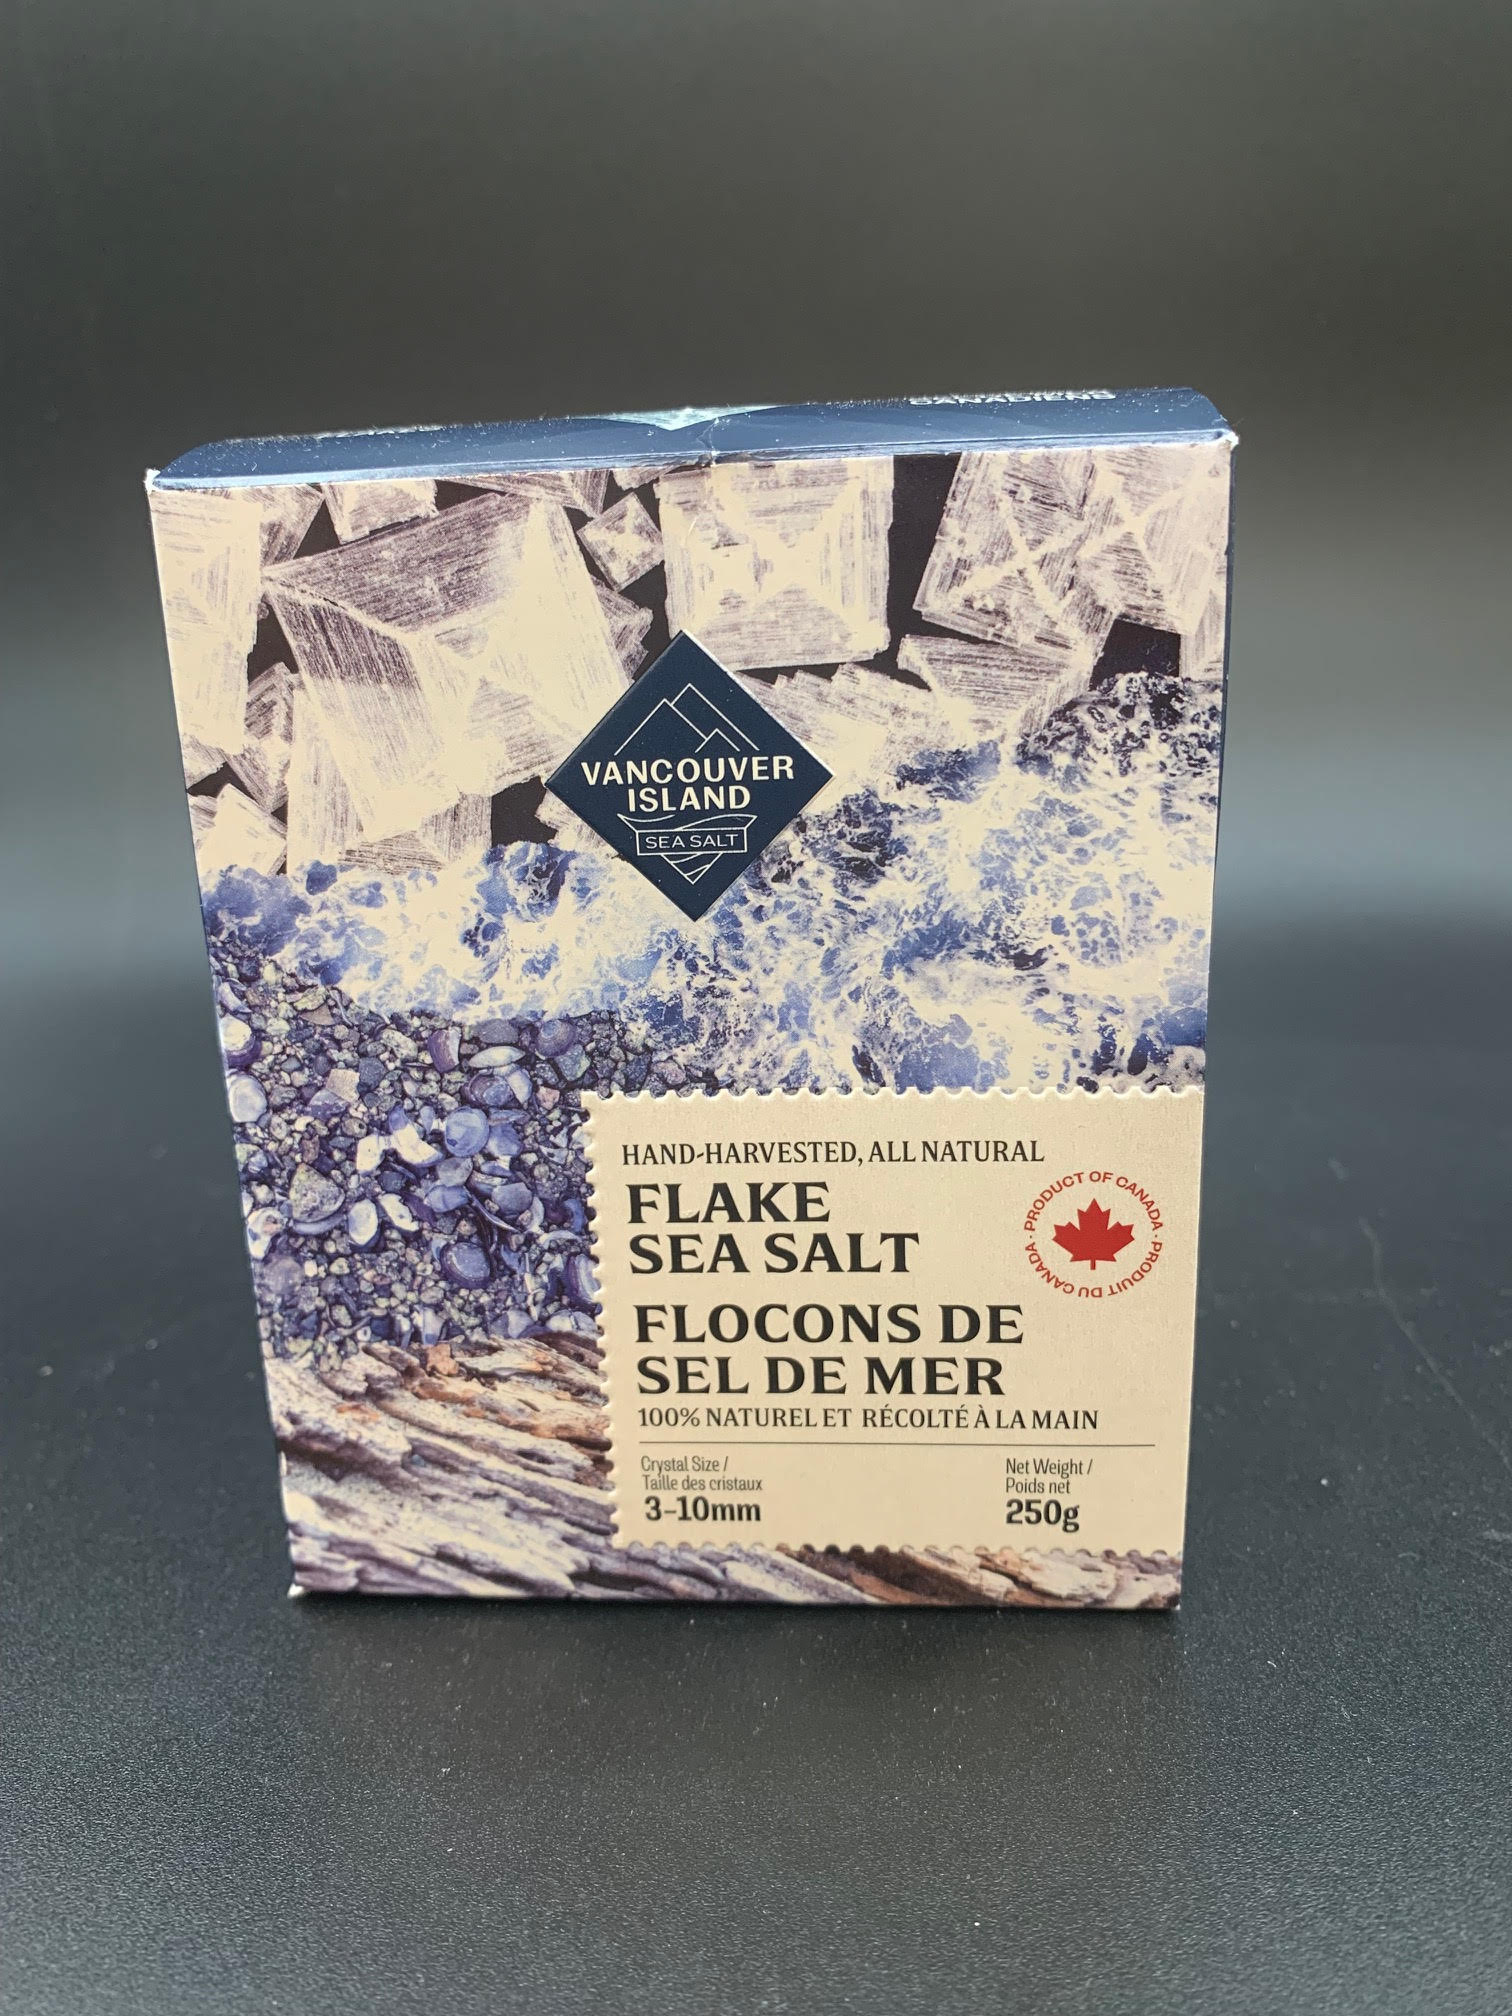 CANADIENS
VANCOUVER
ISLAND
SEA SALT
HAND-HARVESTED, ALL NATURAL
FLAKE
SEA SALT
PRODUCT OF CANADA · PRODUIT DU CANADA ·
FLOCONS DE
SEL DE MER
100% NATUREL ET RÉCOLTÉ À LA MAIN
Crystal Size /
Taille des cristaux
3-10mm
Net Weight /
Poids net
250g